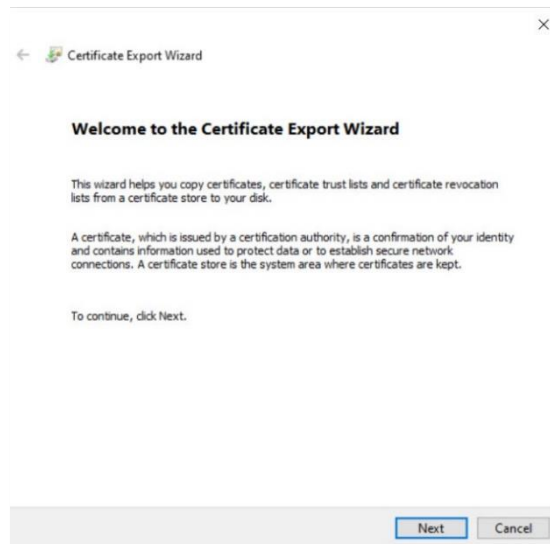 Certificate Export Wizard
Welcome to the Certificate Export Wizard
This wizard helps you copy certificates, certificate trust lists and certificate revocation
lists from a certificate store to your disk.
A certificate, which is issued by a certification authority, is a confirmation of your identity
and contains information used to protect data or to establish secure network
connections. A certificate store is the system area where certificates are kept.
To continue, click Next.
Next Cancel